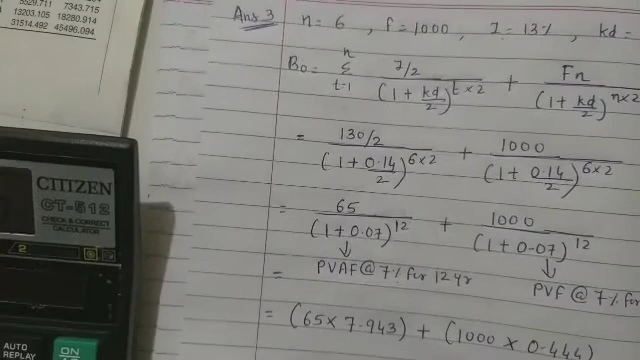 5529.711 7343.715
13203.105 18280.914
31514.492 45496.094
Ans 3 n = 6 , f = 1000 , I = 13% , kd =
B₀ = n Σ t-1 I/2 / (1 + kd/2)^t×2 + Fn / (1 + kd/2)^n×2
= 130/2 / (1 + 0.14/2)^6×2 + 1000 / (1 + 0.14/2)^6×2
= 65 / (1 + 0.07)^12 + 1000 / (1 + 0.07)^12
↓ ↓
= PVAF @ 7% for 12 yr PVF @ 7% for
= (65 × 7.943) + (1000 × 0.444)
CITIZEN
CT-512
CHECK & CORRECT
CALCULATOR
2
AUTO
REPLAY
ON